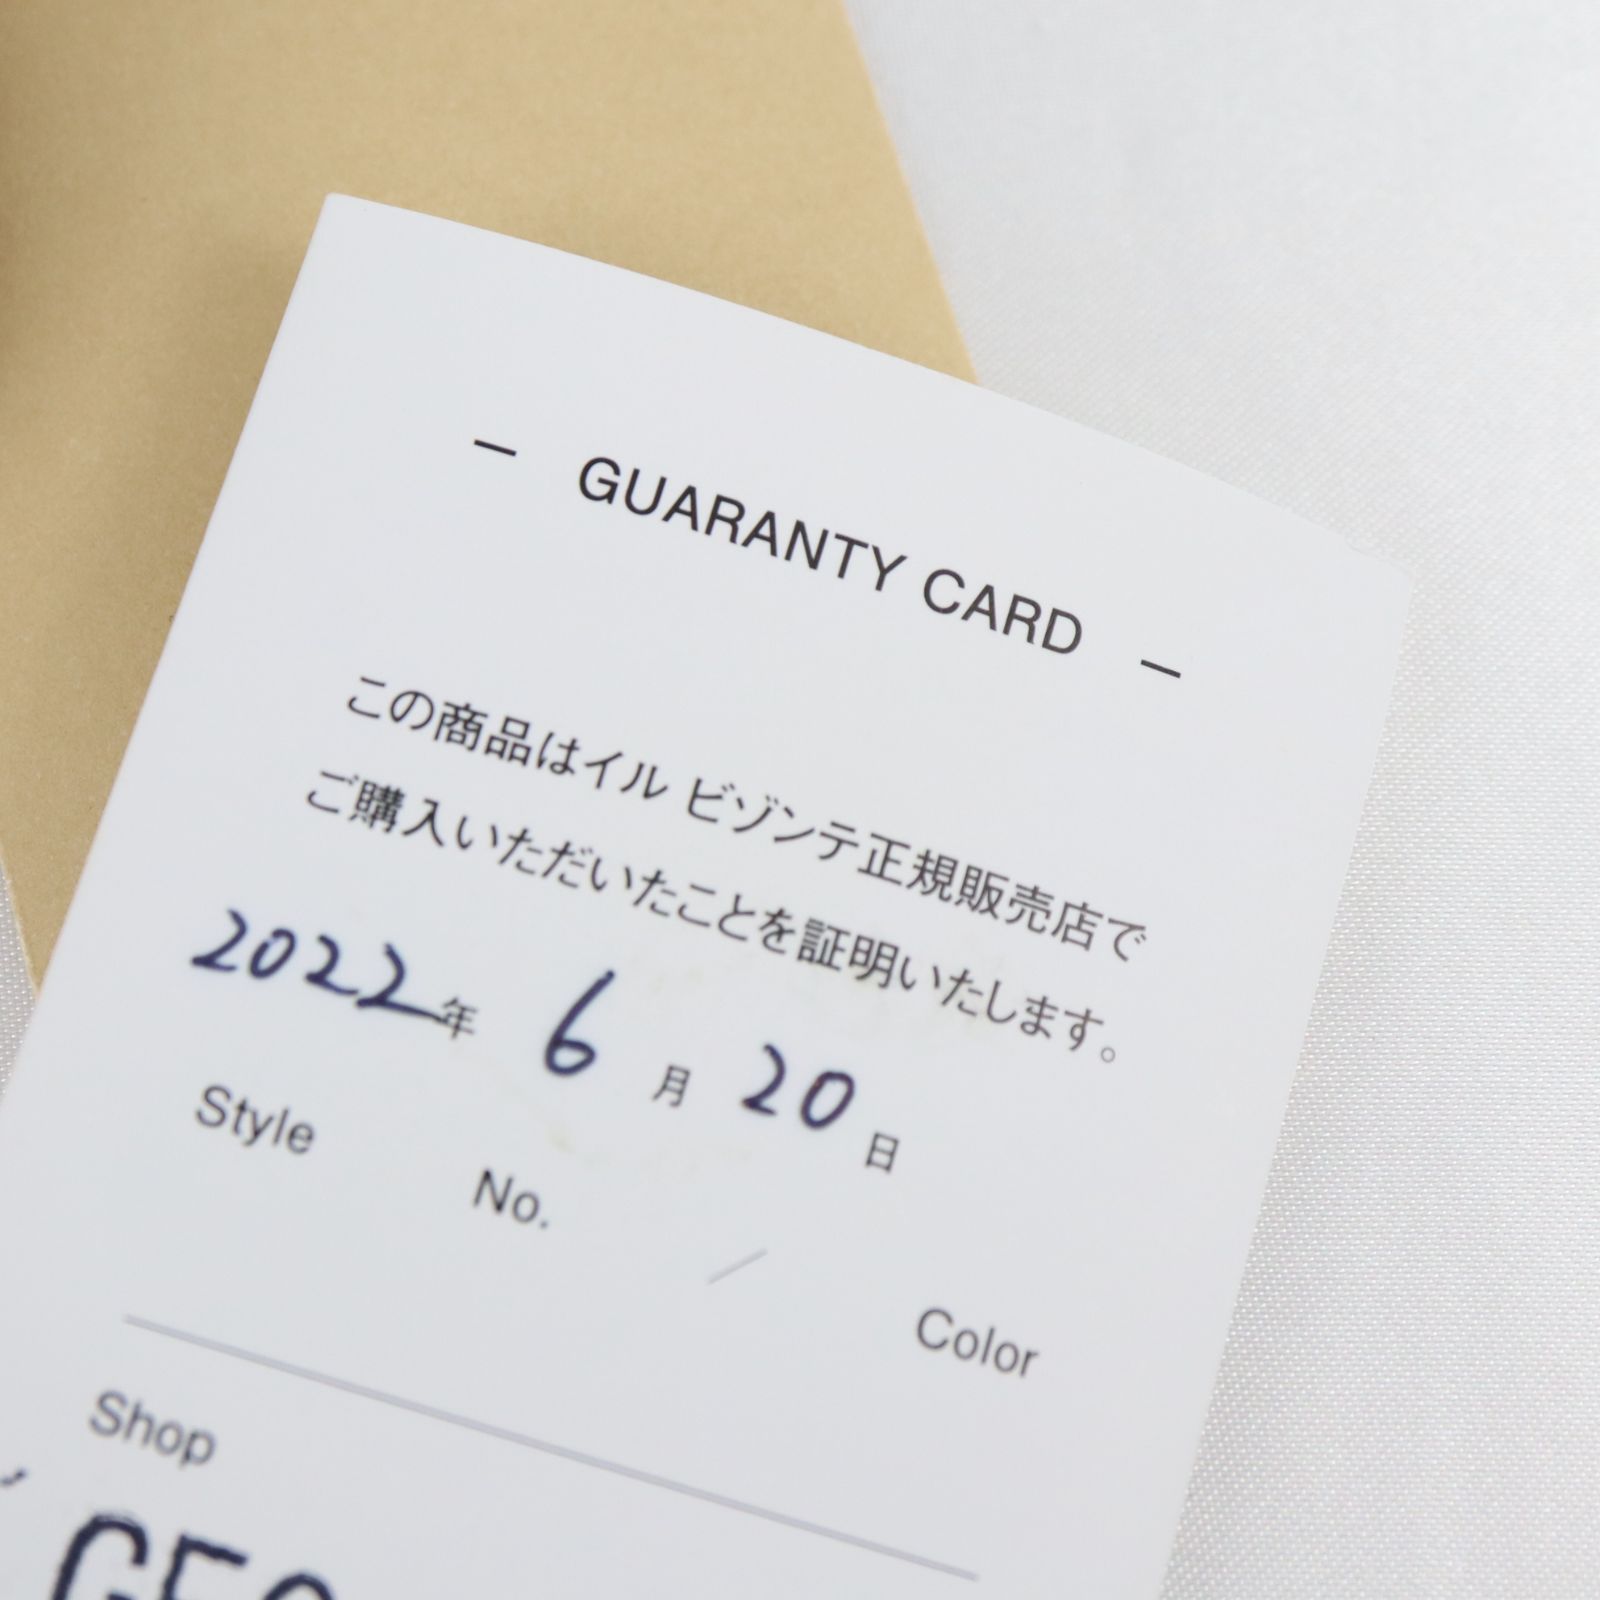 — GUARANTY CARD —
この商品はイル ビゾンテ正規販売店で
ご購入いただいたことを証明いたします。
2022年 6月 20日
Style No. / Color
Shop